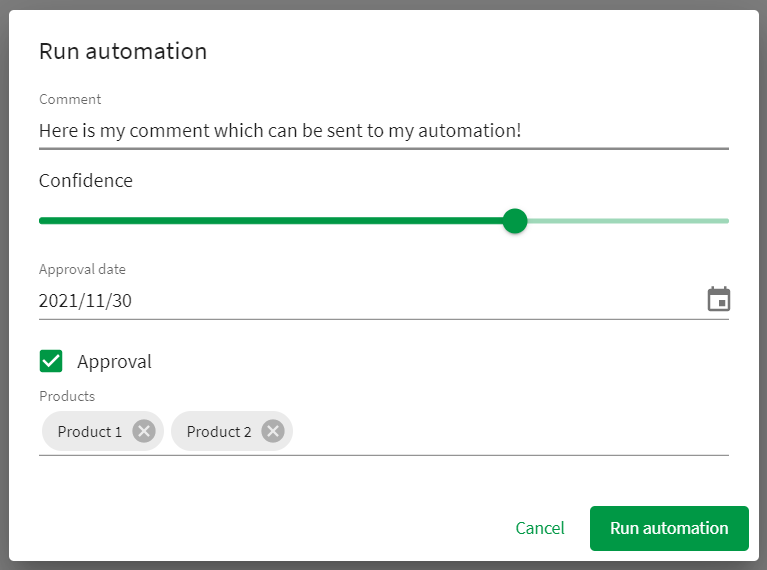 Run automation
Comment
Here is my comment which can be sent to my automation!
Confidence
Approval date
2021/11/30
Approval
Products
Product 1 Product 2
Cancel Run automation